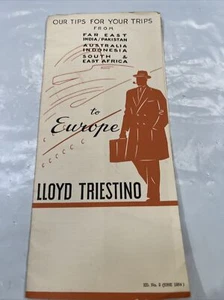 OUR TIPS FOR YOUR TRIPS
FROM
FAR EAST
INDIA/PAKISTAN
AUSTRALIA
INDONESIA
SOUTH &
EAST AFRICA
to
Europe
LLOYD TRIESTINO